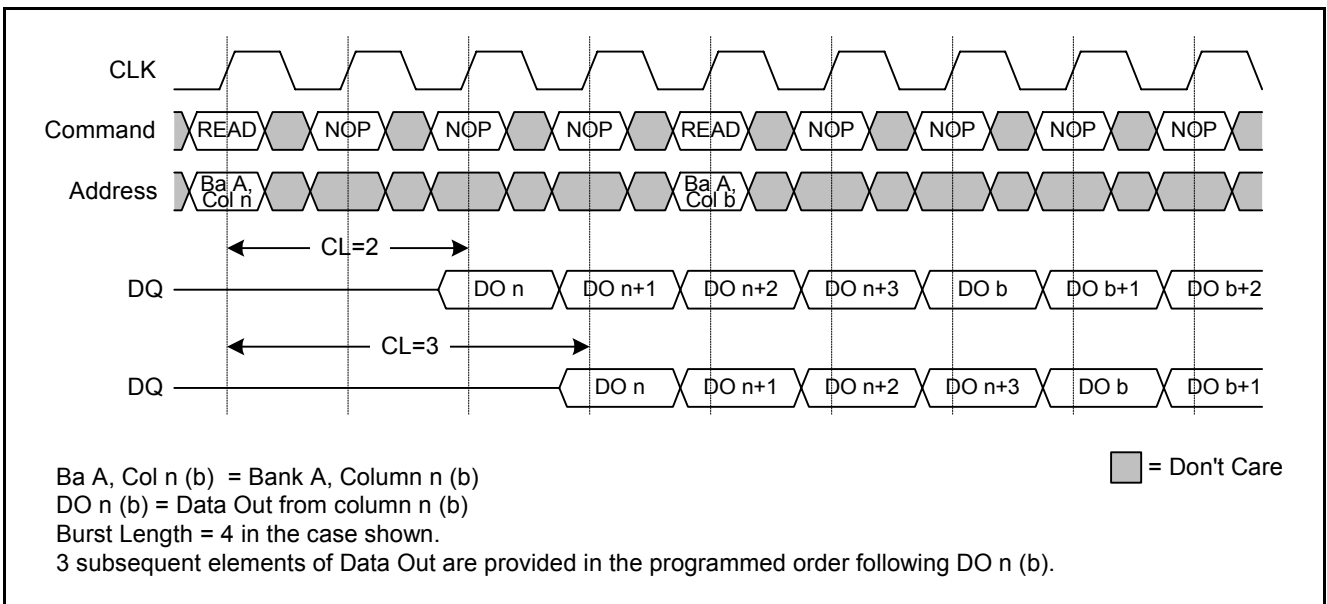 CLK
Command READ NOP NOP NOP READ NOP NOP NOP NOP
Address Ba A, Col n Ba A, Col b
CL=2
DQ DO n DO n+1 DO n+2 DO n+3 DO b DO b+1 DO b+2
CL=3
DQ DO n DO n+1 DO n+2 DO n+3 DO b DO b+1
Ba A, Col n (b) = Bank A, Column n (b)
= Don't Care
DO n (b) = Data Out from column n (b)
Burst Length = 4 in the case shown.
3 subsequent elements of Data Out are provided in the programmed order following DO n (b).